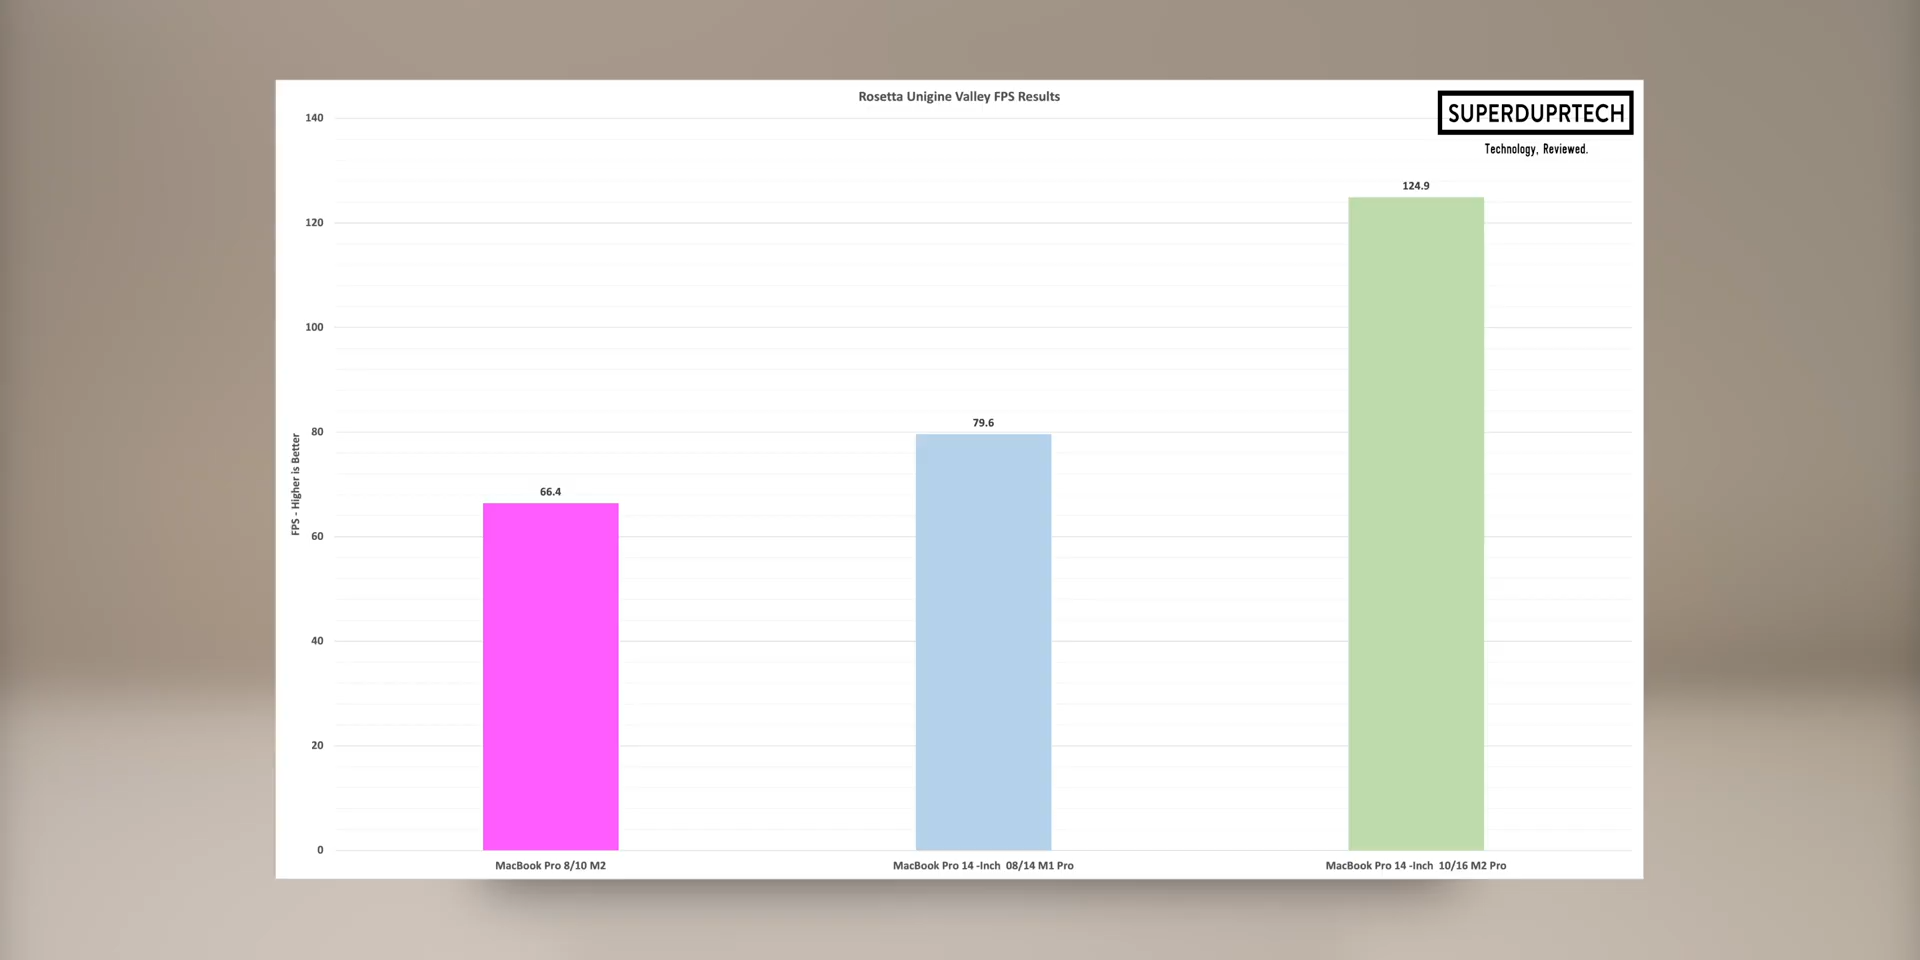 Rosetta Unigine Valley FPS Results
SUPERDUPRTECH
Technology, Reviewed.
FPS - Higher is Better
140
120
100
80
60
40
20
0
66.4
79.6
124.9
MacBook Pro 8/10 M2
MacBook Pro 14 -Inch  08/14 M1 Pro
MacBook Pro 14 -Inch  10/16 M2 Pro